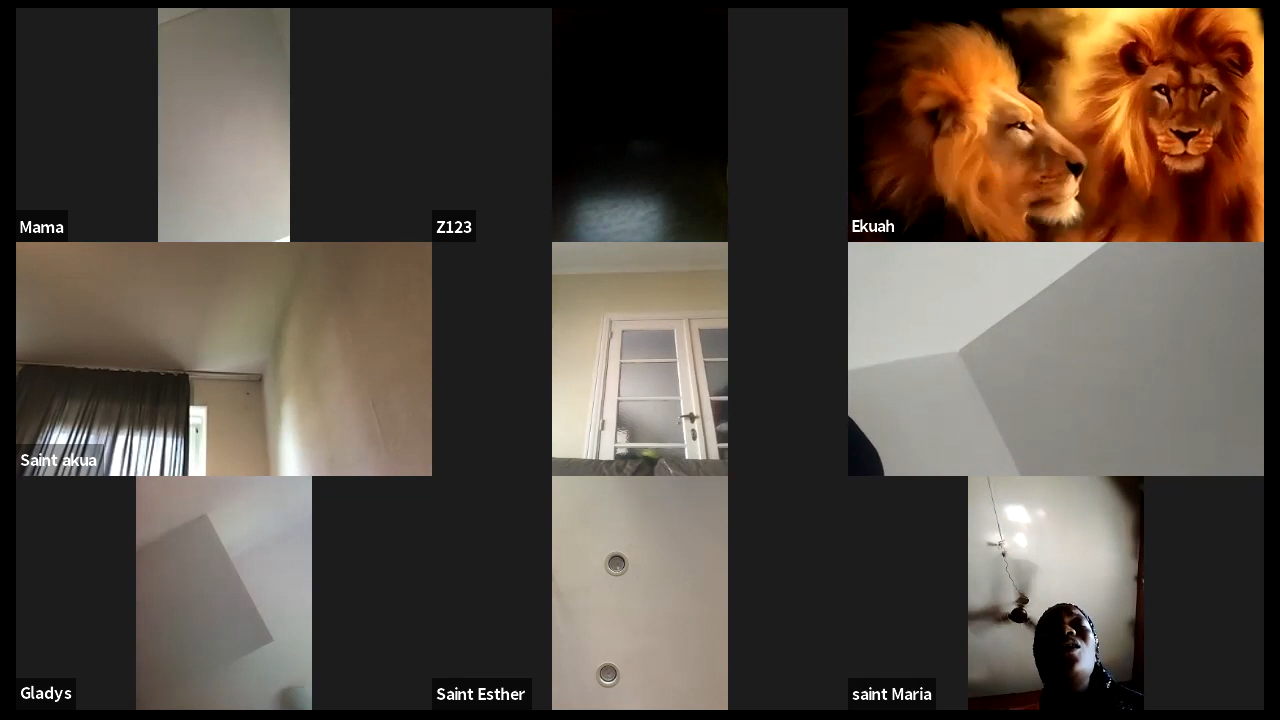 Mama
Z123
Ekuah
Saint akua
Gladys
Saint Esther
saint Maria